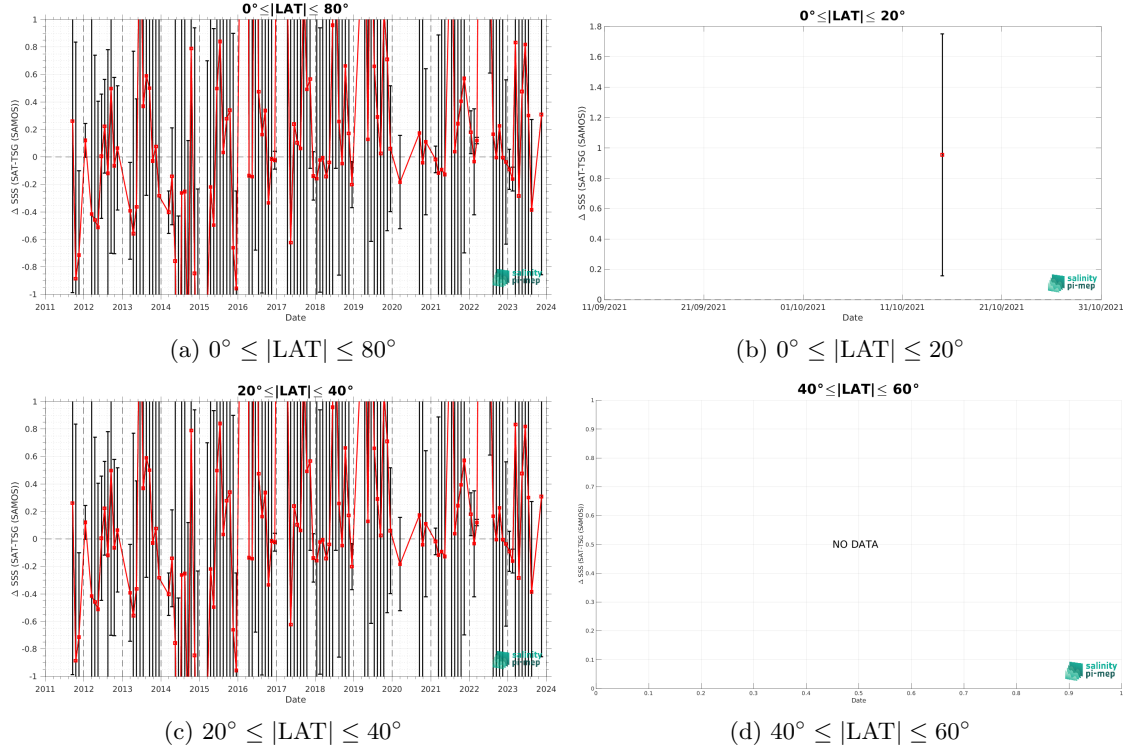 0°≤|LAT|≤ 80°
Δ SSS (SAT-TSG (SAMOS))
1
0.8
0.6
0.4
0.2
0
-0.2
-0.4
-0.6
-0.8
-1
2011 2012 2013 2014 2015 2016 2017 2018 2019 2020 2021 2022 2023 2024
Date
salinity
pi-mep
(a) 0° ≤ |LAT| ≤ 80°
0°≤|LAT|≤ 20°
Δ SSS (SAT-TSG (SAMOS))
1.8
1.6
1.4
1.2
1
0.8
0.6
0.4
0.2
0
11/09/2021 21/09/2021 01/10/2021 11/10/2021 21/10/2021 31/10/2021
Date
salinity
pi-mep
(b) 0° ≤ |LAT| ≤ 20°
20°≤|LAT|≤ 40°
Δ SSS (SAT-TSG (SAMOS))
1
0.8
0.6
0.4
0.2
0
-0.2
-0.4
-0.6
-0.8
-1
2011 2012 2013 2014 2015 2016 2017 2018 2019 2020 2021 2022 2023 2024
Date
salinity
pi-mep
(c) 20° ≤ |LAT| ≤ 40°
40°≤|LAT|≤ 60°
Δ SSS (SAT-TSG (SAMOS))
1
0.9
0.8
0.7
0.6
0.5
0.4
0.3
0.2
0.1
0
NO DATA
0 0.1 0.2 0.3 0.4 0.5 0.6 0.7 0.8 0.9 1
Date
salinity
pi-mep
(d) 40° ≤ |LAT| ≤ 60°